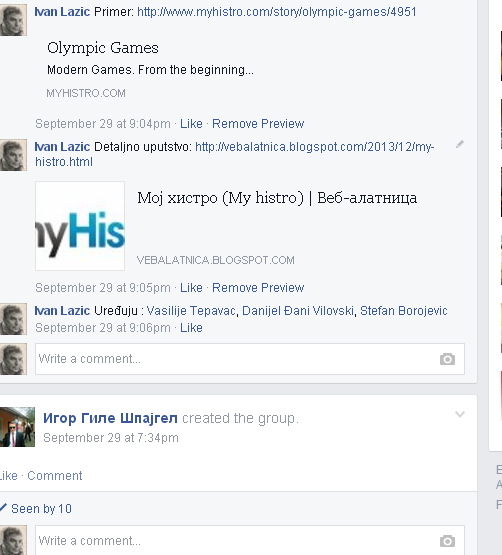 Ivan Lazic Primer: http://www.myhistro.com/story/olympic-games/4951
Olympic Games
Modern Games. From the beginning...
MYHISTRO.COM
September 29 at 9:04pm · Like · Remove Preview
Ivan Lazic Detaljno uputstvo: http://vebalatnica.blogspot.com/2013/12/my-
histro.html
yHis
Мој хистро (My histro) | Веб-алатница
VEBALATNICA.BLOGSPOT.COM
September 29 at 9:05pm · Like · Remove Preview
Ivan Lazic Uređuju : Vasilije Tepavac, Danijel Đani Vilovski, Stefan Borojevic
September 29 at 9:06pm · Like
Write a comment...
Игор Гиле Шпајгел created the group.
September 29 at 7:34pm
Like · Comment
Seen by 10
Write a comment...